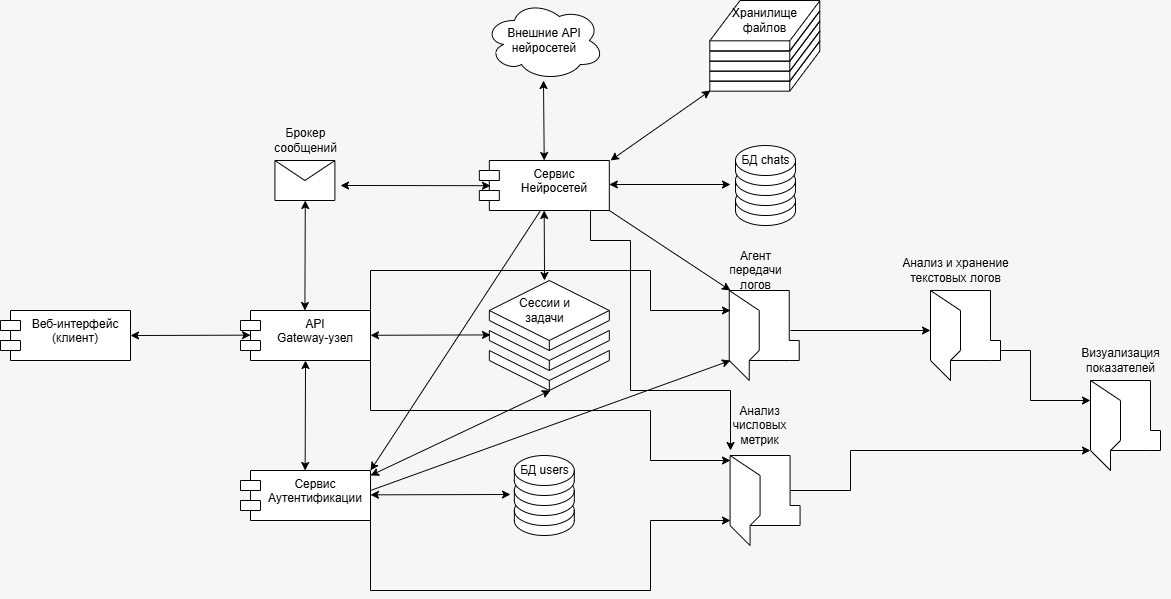 Внешние API
нейросетей
Хранилище
файлов
Брокер
сообщений
Сервис
Нейросетей
БД chats
Агент
передачи
логов
Анализ и хранение
текстовых логов
Веб-интерфейс
(клиент)
API
Gateway-узел
Сессии и
задачи
Визуализация
показателей
Анализ
числовых
метрик
Сервис
Аутентификации
БД users